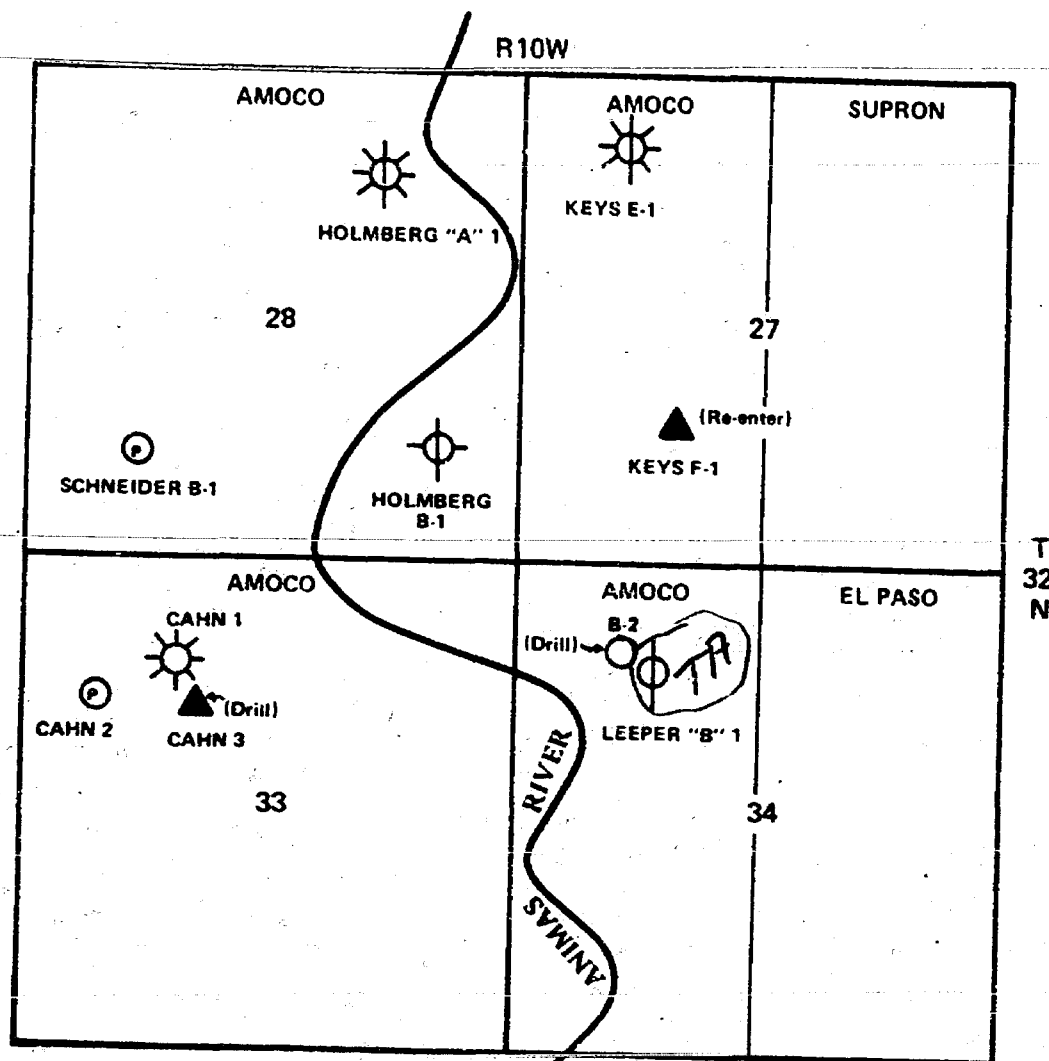 R10W
AMOCO
AMOCO
SUPRON
HOLMBERG "A" 1
KEYS E-1
28
27
(Re-enter)
P
SCHNEIDER B-1
HOLMBERG
B-1
KEYS F-1
T
32
N
AMOCO
AMOCO
EL PASO
CAHN 1
B-2
(Drill)
TA
P
(Drill)
CAHN 2
CAHN 3
LEEPER "B" 1
33
34
RIVER
ANIMAS